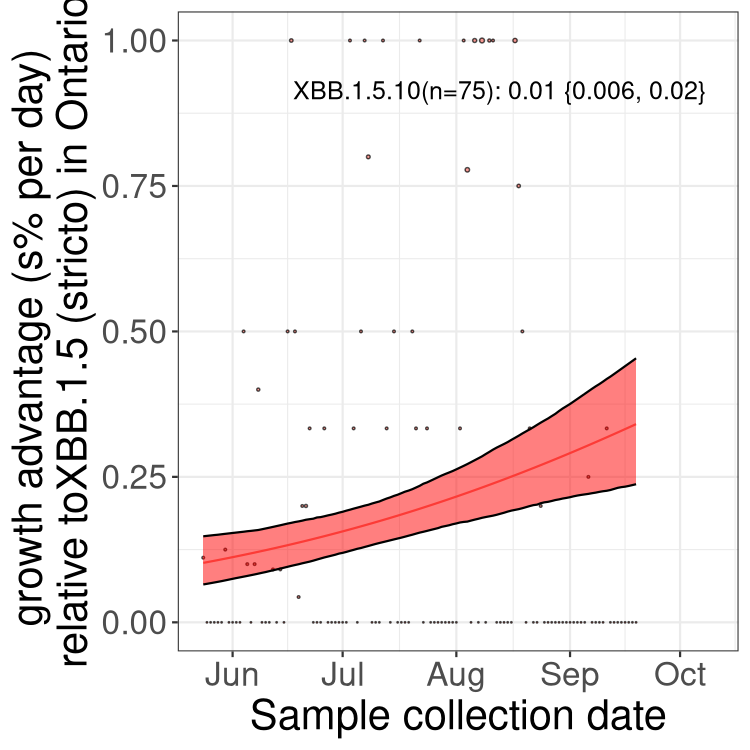 growth advantage (s% per day)
relative toXBB.1.5 (stricto) in Ontario
1.00
XBB.1.5.10(n=75): 0.01 {0.006, 0.02}
0.75
0.50
0.25
0.00
Jun Jul Aug Sep Oct
Sample collection date